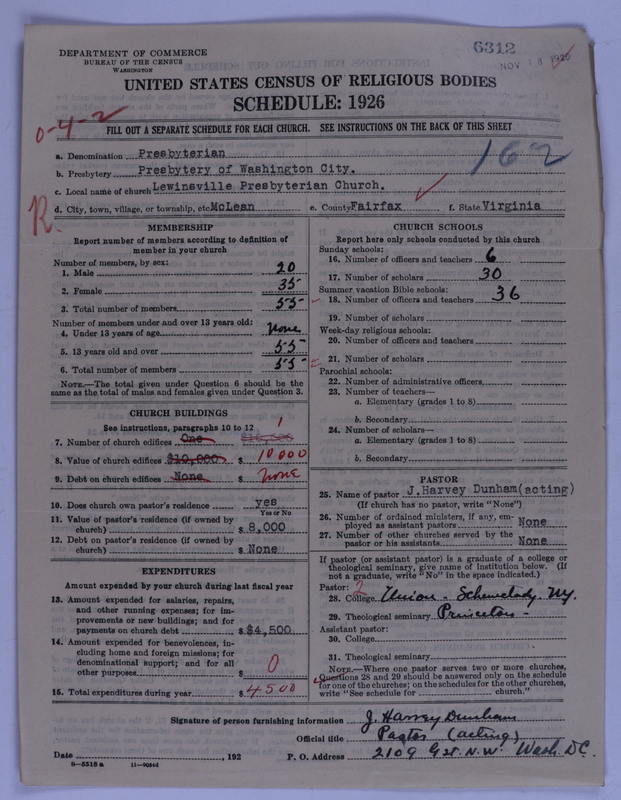 DEPARTMENT OF COMMERCE
BUREAU OF THE CENSUS
WASHINGTON
6312
NOV 18 1926
UNITED STATES CENSUS OF RELIGIOUS BODIES
SCHEDULE: 1926
0-4-2
FILL OUT A SEPARATE SCHEDULE FOR EACH CHURCH. SEE INSTRUCTIONS ON THE BACK OF THIS SHEET
162
a. Denomination Presbyterian
b. Presbytery Presbytery of Washington City.
c. Local name of church Lewinsville Presbyterian Church.
R.
d. City, town, village, or township, etc McLean e. County Fairfax f. State Virginia
MEMBERSHIP
Report number of members according to definition of
member in your church
Number of members, by sex:
1. Male 20
2. Female 35
3. Total number of members 55
Number of members under and over 13 years old:
4. Under 13 years of age None
5. 13 years old and over 55
6. Total number of members 55
NOTE.—The total given under Question 6 should be the
same as the total of males and females given under Question 3.
CHURCH BUILDINGS
See instructions, paragraphs 10 to 12
7. Number of church edifices One 1
8. Value of church edifices $10,000 $ 10000
9. Debt on church edifices None $ None
10. Does church own pastor's residence yes
Yes or No
11. Value of pastor's residence (if owned by
church) $ 8,000
12. Debt on pastor's residence (if owned by
church) $ None
EXPENDITURES
Amount expended by your church during last fiscal year
13. Amount expended for salaries, repairs,
and other running expenses; for im-
provements or new buildings; and for
payments on church debt $ $4,500
14. Amount expended for benevolences, in-
cluding home and foreign missions; for
denominational support; and for all
other purposes $ 0
15. Total expenditures during year $ 4500
CHURCH SCHOOLS
Report here only schools conducted by this church
Sunday schools:
16. Number of officers and teachers 6
17. Number of scholars 30
Summer vacation Bible schools:
18. Number of officers and teachers 36
19. Number of scholars
Week-day religious schools:
20. Number of officers and teachers
21. Number of scholars
Parochial schools:
22. Number of administrative officers
23. Number of teachers—
a. Elementary (grades 1 to 8)
b. Secondary
24. Number of scholars—
a. Elementary (grades 1 to 8)
b. Secondary
PASTOR
25. Name of pastor J.Harvey Dunham(acting)
(If church has no pastor, write "None")
26. Number of ordained ministers, if any, em-
ployed as assistant pastors None
27. Number of other churches served by the
pastor or his assistants None
If pastor (or assistant pastor) is a graduate of a college or
theological seminary, give name of institution below. (If
not a graduate, write "No" in the space indicated.)
Pastor: 2
28. College Union - Schenectady Ny.
29. Theological seminary Princeton -
Assistant pastor:
30. College
31. Theological seminary
NOTE.—Where one pastor serves two or more churches,
Questions 28 and 29 should be answered only on the schedule
for one of the churches; on the schedules for the other churches,
write "See schedule for church."
Signature of person furnishing information J. Harvey Dunham
Official title Pastor (acting)
Date , 192 P. O. Address 2109 G St. N.W. Wash. D.C.
8-5518 a 11-9064d